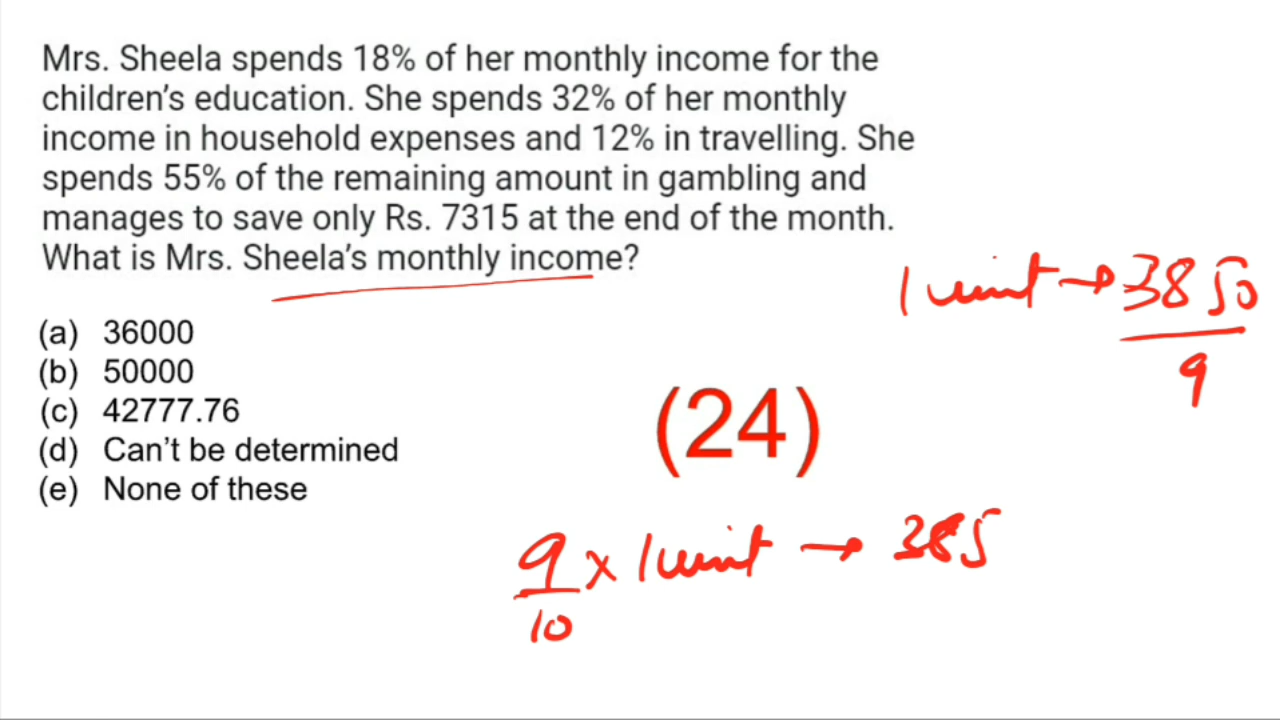 Mrs. Sheela spends 18% of her monthly income for the
children's education. She spends 32% of her monthly
income in household expenses and 12% in travelling. She
spends 55% of the remaining amount in gambling and
manages to save only Rs. 7315 at the end of the month.
What is Mrs. Sheela's monthly income?
1 unit → 3850
9
(a) 36000
(b) 50000
(c) 42777.76
(d) Can't be determined
(e) None of these
(24)
9 × 1 unit → 385
10